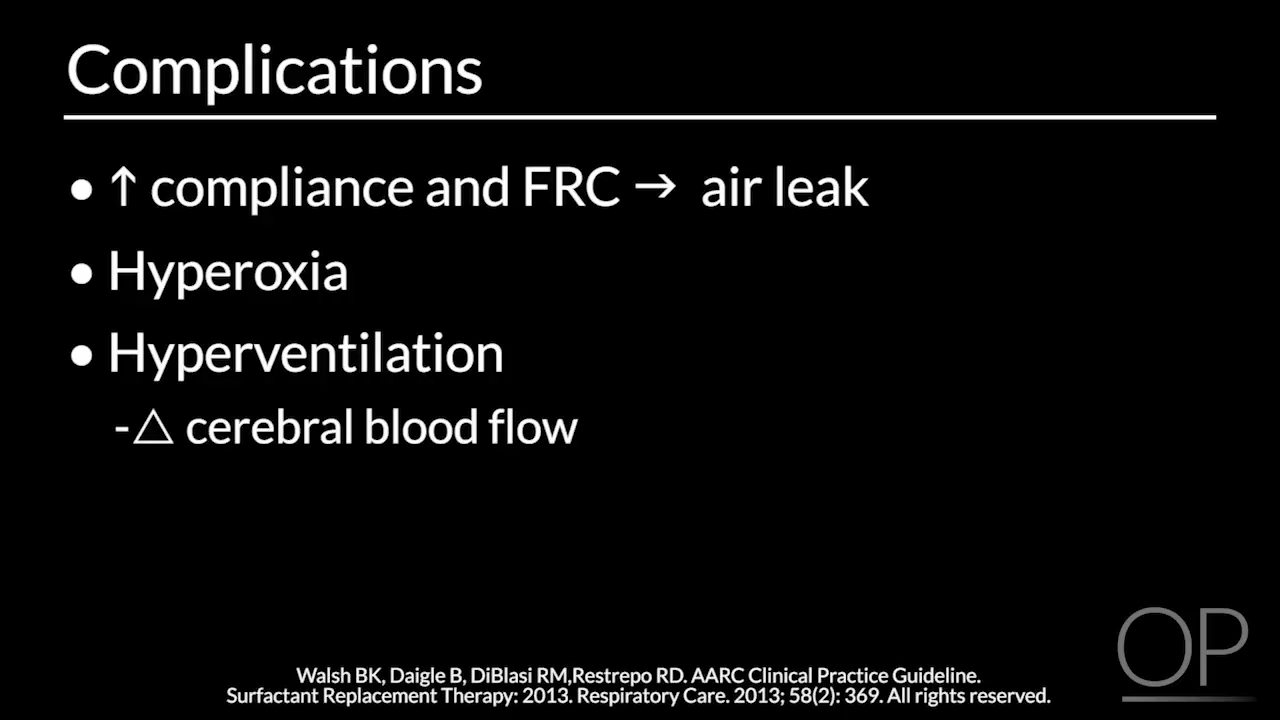 Complications
• ↑ compliance and FRC → air leak
• Hyperoxia
• Hyperventilation
-△ cerebral blood flow
Walsh BK, Daigle B, DiBlasi RM,Restrepo RD. AARC Clinical Practice Guideline.
Surfactant Replacement Therapy: 2013. Respiratory Care. 2013; 58(2): 369. All rights reserved.
OP